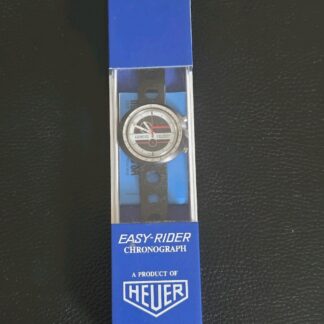 EASY-RIDER
CHRONOGRAPH
A PRODUCT OF
HEUER